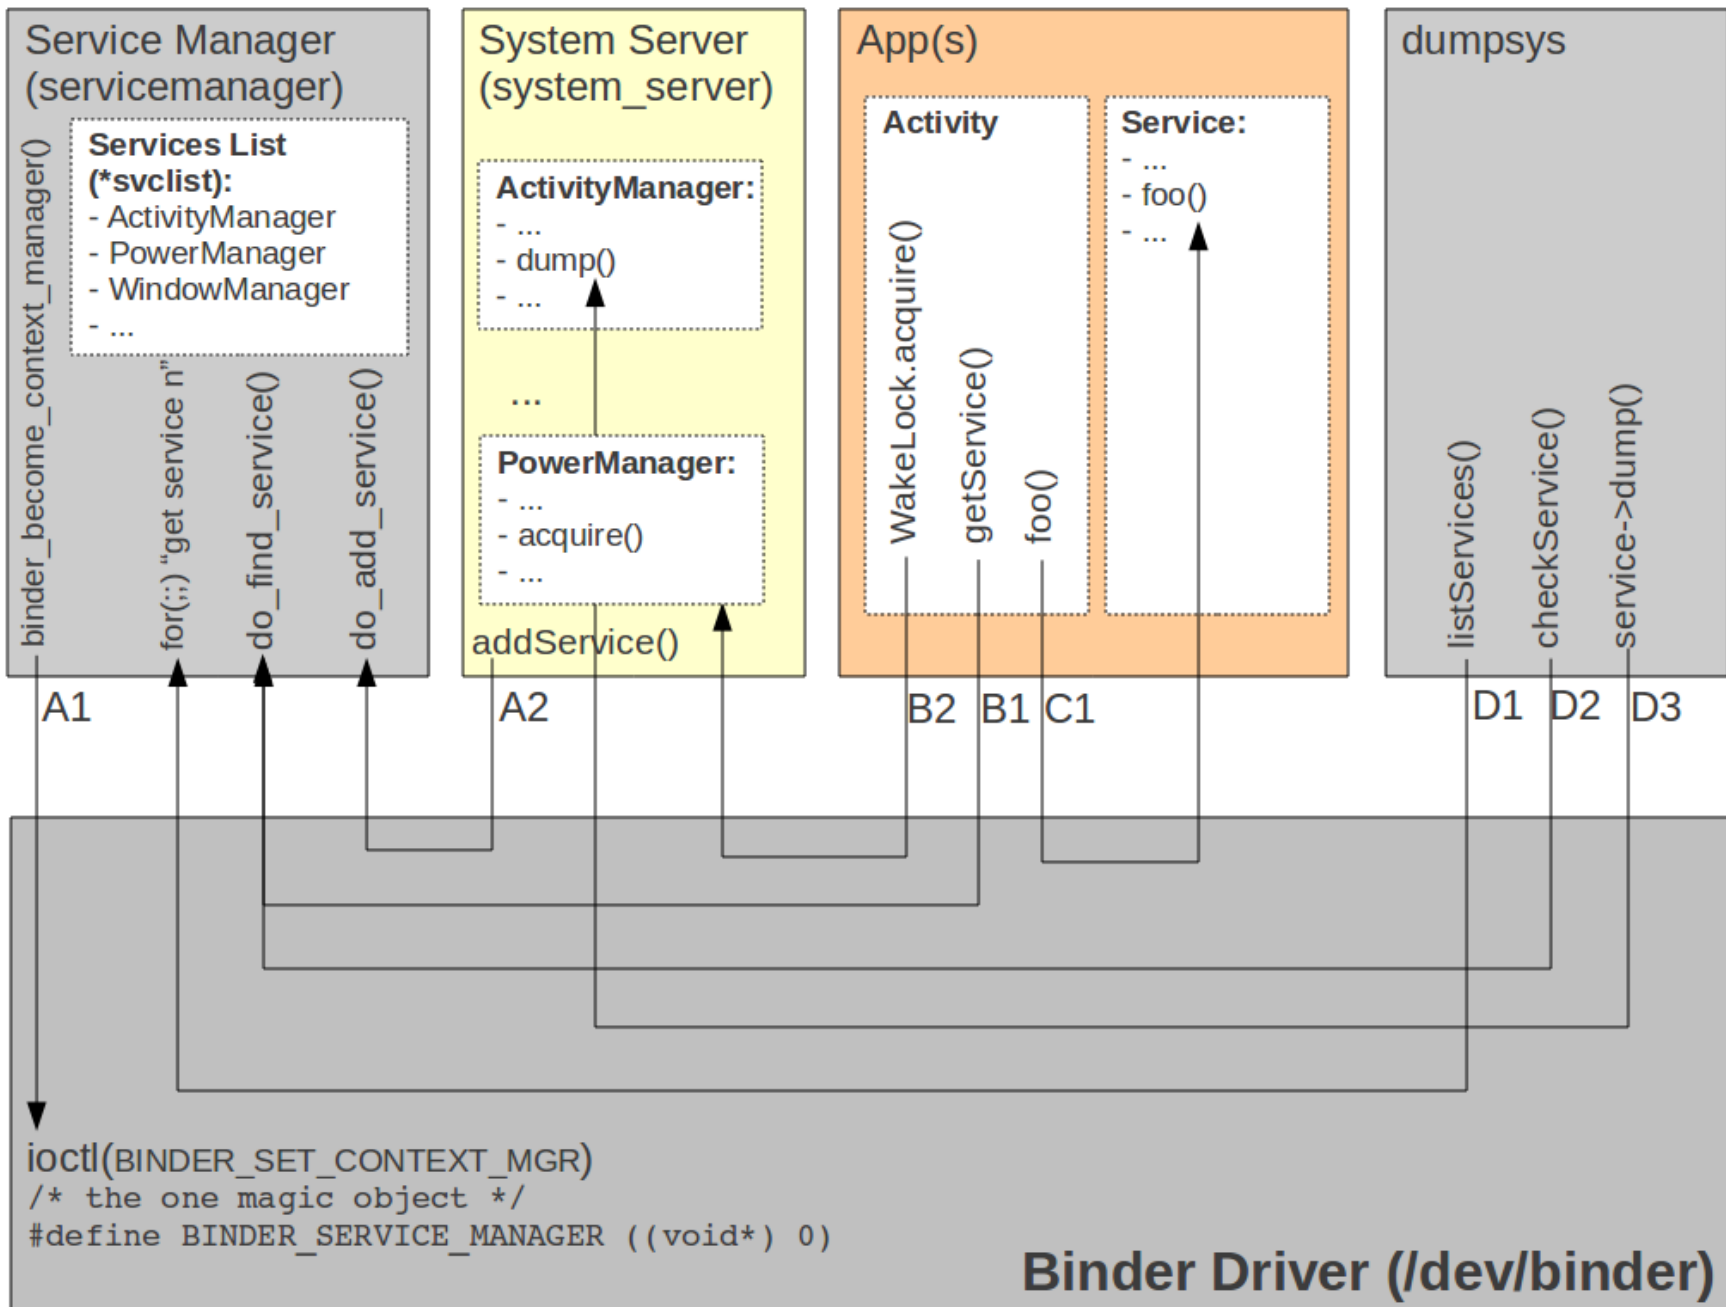 Service Manager
(servicemanager)
binder_become_context_manager()
Services List
(*svclist):
- ActivityManager
- PowerManager
- WindowManager
- ...
for(;;) “get service n”
do_find_service()
do_add_service()
System Server
(system_server)
ActivityManager:
- ...
- dump()
- ...
...
PowerManager:
- ...
- acquire()
- ...
addService()
App(s)
Activity
WakeLock.acquire()
getService()
foo()
Service:
- ...
- foo()
- ...
dumpsys
listServices()
checkService()
service->dump()
A1
A2
B2
B1
C1
D1
D2
D3
ioctl(BINDER_SET_CONTEXT_MGR)
/* the one magic object */
#define BINDER_SERVICE_MANAGER ((void*) 0)
Binder Driver (/dev/binder)